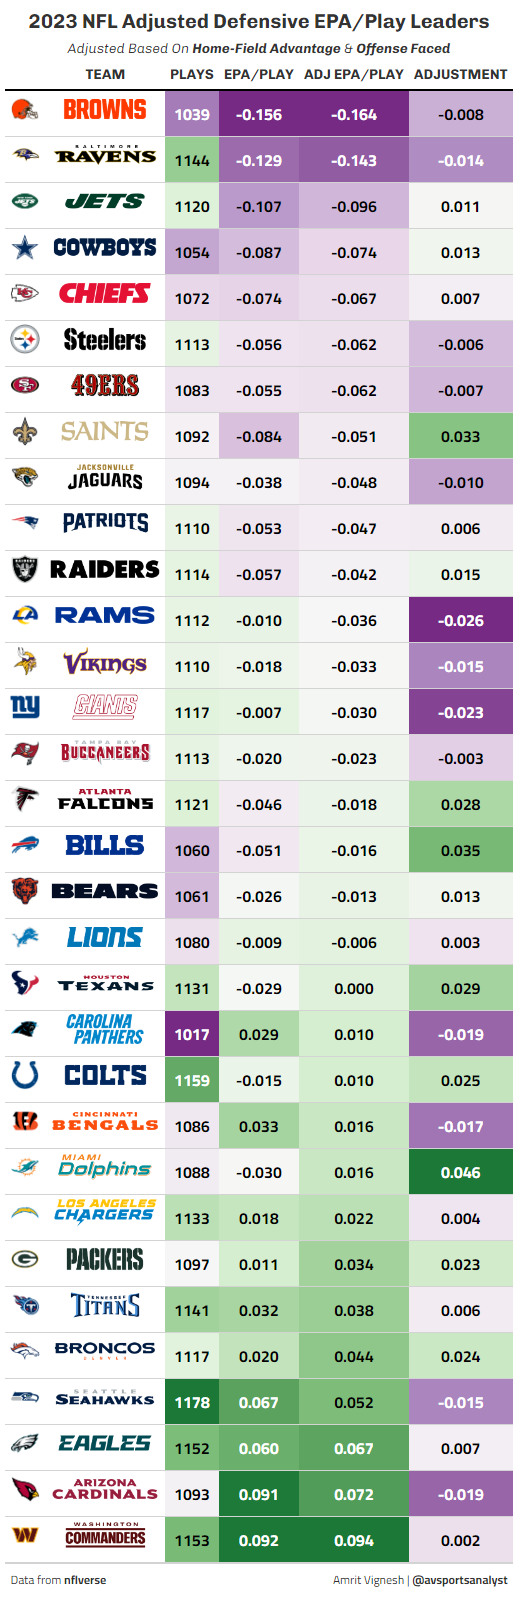 2023 NFL Adjusted Defensive EPA/Play Leaders
Adjusted Based On Home-Field Advantage & Offense Faced
TEAM PLAYS EPA/PLAY ADJ EPA/PLAY ADJUSTMENT
BROWNS 1039 -0.156 -0.164 -0.008
BALTIMORE
RAVENS 1144 -0.129 -0.143 -0.014
JETS 1120 -0.107 -0.096 0.011
COWBOYS 1054 -0.087 -0.074 0.013
CHIEFS 1072 -0.074 -0.067 0.007
Steelers 1113 -0.056 -0.062 -0.006
49ERS 1083 -0.055 -0.062 -0.007
SAINTS 1092 -0.084 -0.051 0.033
JACKSONVILLE
JAGUARS 1094 -0.038 -0.048 -0.010
PATRIOTS 1110 -0.053 -0.047 0.006
RAIDERS 1114 -0.057 -0.042 0.015
RAMS 1112 -0.010 -0.036 -0.026
VIKINGS 1110 -0.018 -0.033 -0.015
ny GIANTS 1117 -0.007 -0.030 -0.023
TAMPA BAY
BUCCANEERS 1113 -0.020 -0.023 -0.003
ATLANTA
FALCONS 1121 -0.046 -0.018 0.028
BILLS 1060 -0.051 -0.016 0.035
BEARS 1061 -0.026 -0.013 0.013
LIONS 1080 -0.009 -0.006 0.003
HOUSTON
TEXANS 1131 -0.029 0.000 0.029
CAROLINA
PANTHERS 1017 0.029 0.010 -0.019
COLTS 1159 -0.015 0.010 0.025
CINCINNATI
BENGALS 1086 0.033 0.016 -0.017
MIAMI
Dolphins 1088 -0.030 0.016 0.046
LOS ANGELES
CHARGERS 1133 0.018 0.022 0.004
G PACKERS 1097 0.011 0.034 0.023
TENNESSEE
TITANS 1141 0.032 0.038 0.006
BRONCOS 1117 0.020 0.044 0.024
DENVER
SEATTLE
SEAHAWKS 1178 0.067 0.052 -0.015
EAGLES 1152 0.060 0.067 0.007
ARIZONA
CARDINALS 1093 0.091 0.072 -0.019
WASHINGTON
W COMMANDERS 1153 0.092 0.094 0.002
Data from nflverse Amrit Vignesh | @avsportsanalyst